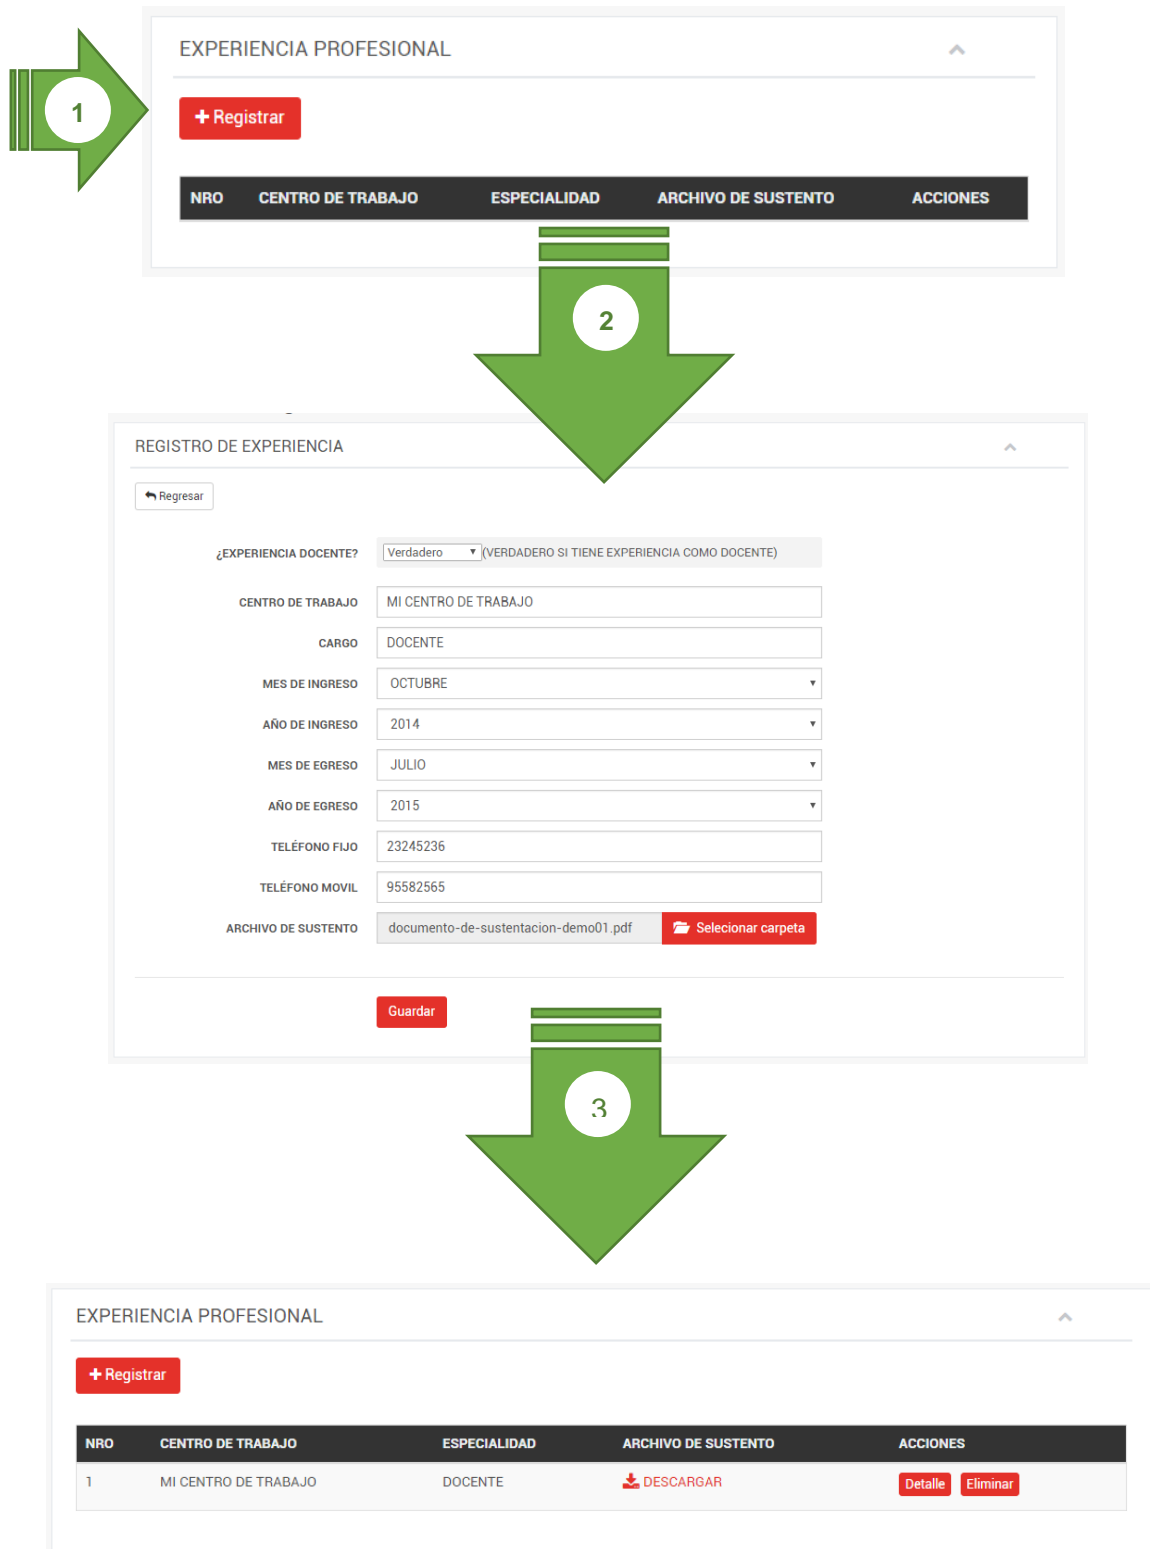 EXPERIENCIA PROFESIONAL
1
Registrar
NRO CENTRO DE TRABAJO ESPECIALIDAD ARCHIVO DE SUSTENTO ACCIONES
2
REGISTRO DE EXPERIENCIA
Regresar
¿EXPERIENCIA DOCENTE? Verdadero (VERDADERO SI TIENE EXPERIENCIA COMO DOCENTE)
CENTRO DE TRABAJO MI CENTRO DE TRABAJO
CARGO DOCENTE
MES DE INGRESO OCTUBRE
AÑO DE INGRESO 2014
MES DE EGRESO JULIO
AÑO DE EGRESO 2015
TELÉFONO FIJO 23245236
TELÉFONO MOVIL 95582565
ARCHIVO DE SUSTENTO documento-de-sustentacion-demo01.pdf Selecionar carpeta
Guardar
3
EXPERIENCIA PROFESIONAL
Registrar
NRO CENTRO DE TRABAJO ESPECIALIDAD ARCHIVO DE SUSTENTO ACCIONES
1 MI CENTRO DE TRABAJO DOCENTE DESCARGAR Detalle Eliminar